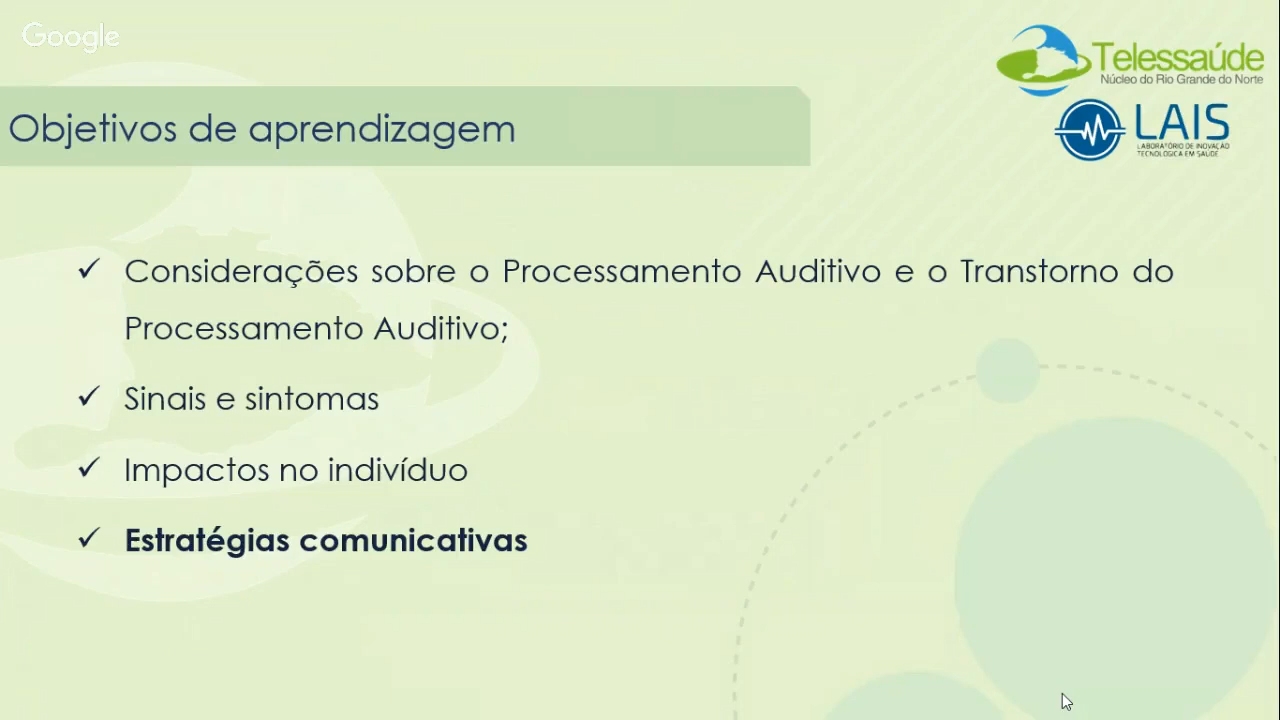 Google
Telessaúde
Núcleo do Rio Grande do Norte
LAIS
LABORATÓRIO DE INOVAÇÃO
TECNOLÓGICA EM SAÚDE
Objetivos de aprendizagem
✓ Considerações sobre o Processamento Auditivo e o Transtorno do
Processamento Auditivo;
✓ Sinais e sintomas
✓ Impactos no indivíduo
✓ Estratégias comunicativas